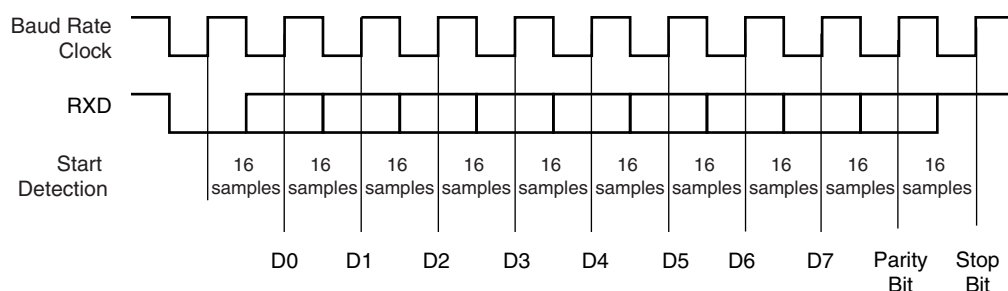 Baud Rate
Clock
RXD
Start
Detection
16 16 16 16 16 16 16 16 16 16
samples samples samples samples samples samples samples samples samples samples
D0 D1 D2 D3 D4 D5 D6 D7 Parity Stop
Bit Bit